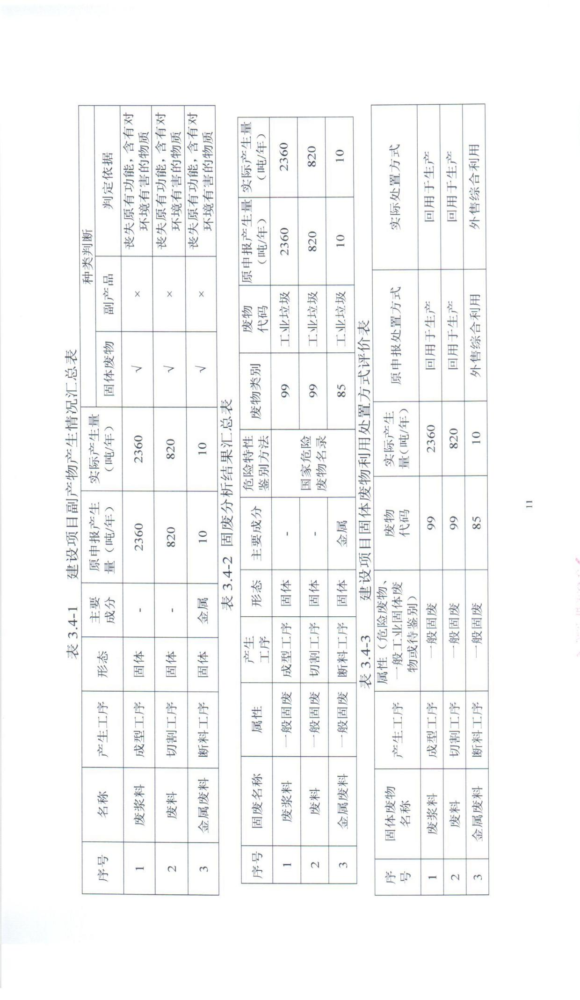 表 3.4-1 建设项目副产物产生情况汇总表
序号 名称 产生工序 形态 主要成分 原申报产生量（吨/年） 实际产生量（吨/年） 种类判断
固体废物 副产品 判定依据
1 废浆料 成型工序 固体 - 2360 2360 √ × 丧失原有功能，含有对环境有害的物质
2 废料 切割工序 固体 - 820 820 √ × 丧失原有功能，含有对环境有害的物质
3 金属废料 断料工序 固体 金属 10 10 √ × 丧失原有功能，含有对环境有害的物质
表 3.4-2 固废分析结果汇总表
序号 固废名称 属性 产生工序 形态 主要成分 危险特性鉴别方法 废物类别 废物代码 原申报产生量（吨/年） 实际产生量（吨/年）
1 废浆料 一般固废 成型工序 固体 - 国家危险废物名录 99 工业垃圾 2360 2360
2 废料 一般固废 切割工序 固体 - 99 工业垃圾 820 820
3 金属废料 一般固废 断料工序 固体 金属 85 工业垃圾 10 10
表 3.4-3 建设项目固体废物利用处置方式评价表
序号 固体废物名称 产生工序 属性（危险废物、一般工业固体废物或待鉴别） 废物代码 实际产生量（吨/年） 原申报处置方式 实际处置方式
1 废浆料 成型工序 一般固废 99 2360 回用于生产 回用于生产
2 废料 切割工序 一般固废 99 820 回用于生产 回用于生产
3 金属废料 断料工序 一般固废 85 10 外售综合利用 外售综合利用
11